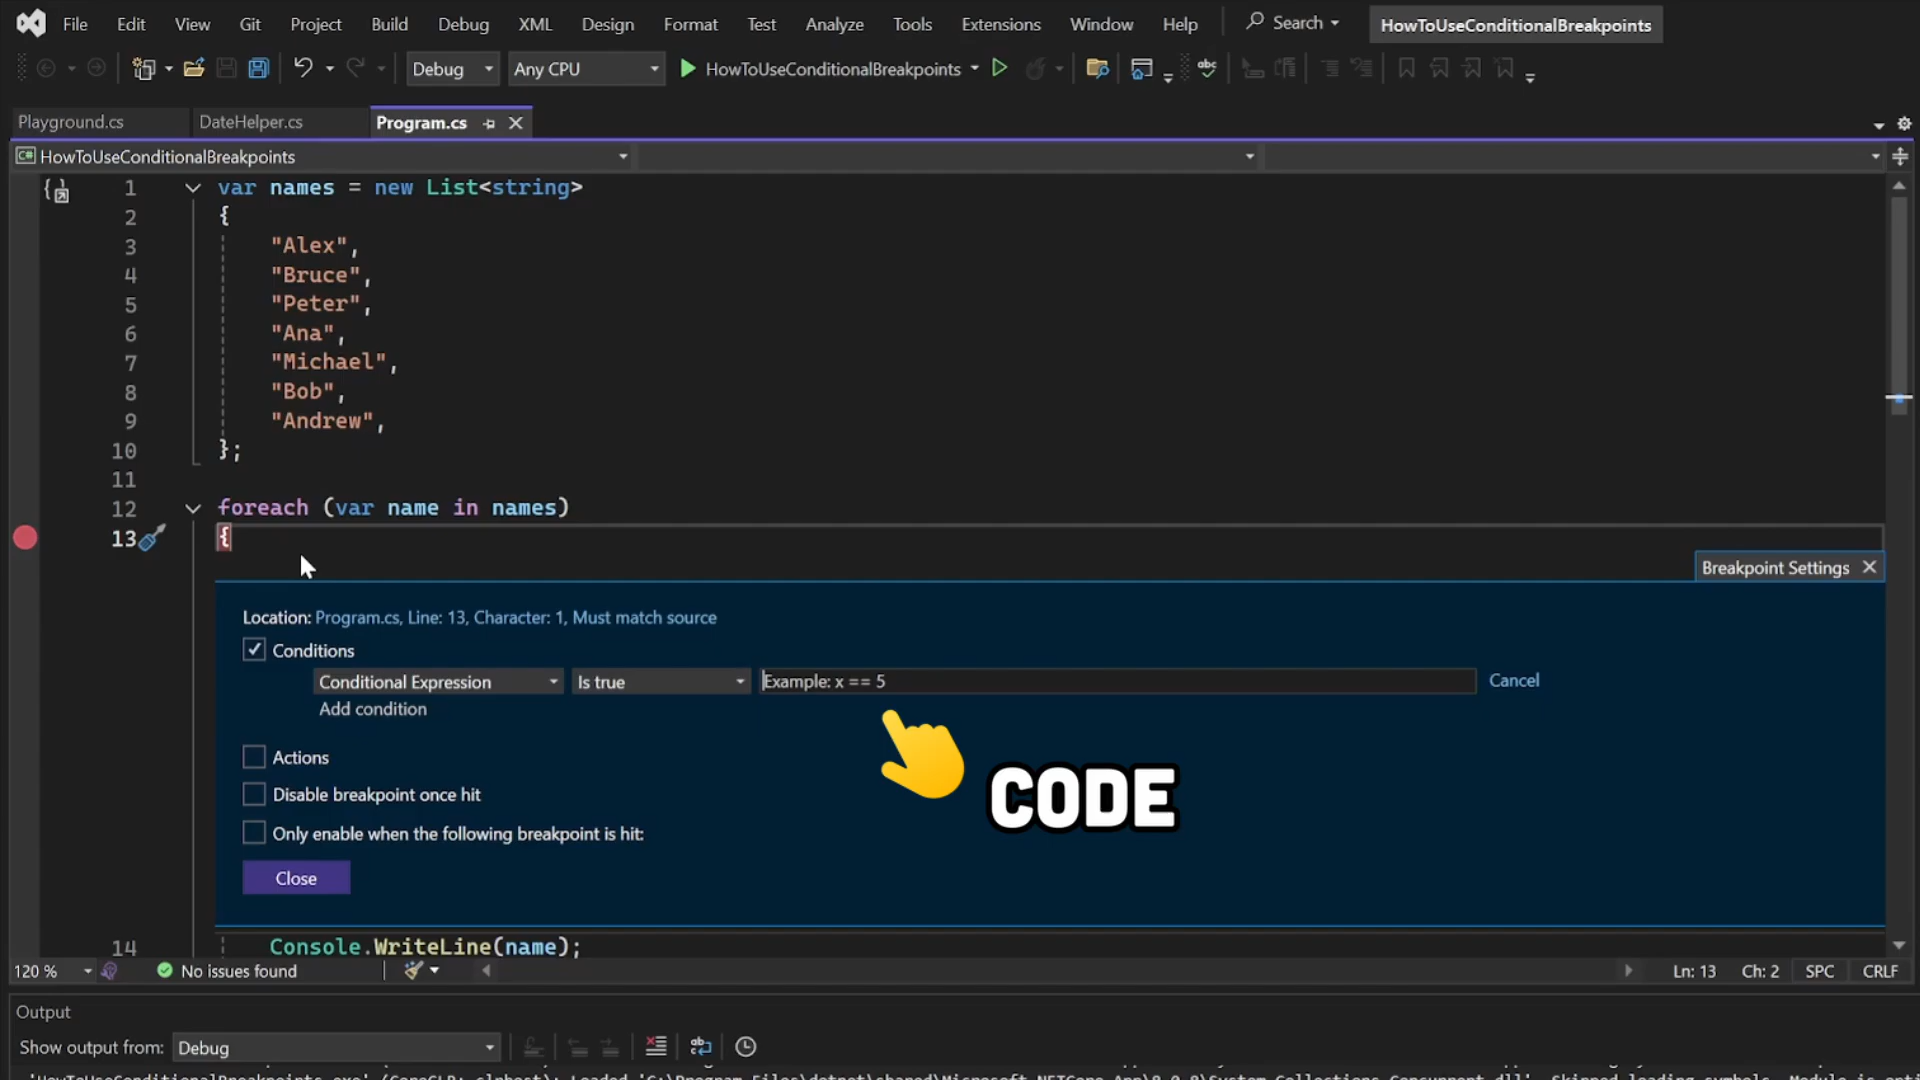 File Edit View Git Project Build Debug XML Design Format Test Analyze Tools Extensions Window Help Search HowToUseConditionalBreakpoints
Debug Any CPU HowToUseConditionalBreakpoints
Playground.cs DateHelper.cs Program.cs
C# HowToUseConditionalBreakpoints
1 var names = new List<string>
2 {
3 "Alex",
4 "Bruce",
5 "Peter",
6 "Ana",
7 "Michael",
8 "Bob",
9 "Andrew",
10 };
11
12 foreach (var name in names)
13 {
Breakpoint Settings
Location: Program.cs, Line: 13, Character: 1, Must match source
Conditions
Conditional Expression Is true Example: x == 5 Cancel
Add condition
Actions
CODE
Disable breakpoint once hit
Only enable when the following breakpoint is hit:
Close
14 Console.WriteLine(name);
120 % No issues found Ln: 13 Ch: 2 SPC CRLF
Output
Show output from: Debug